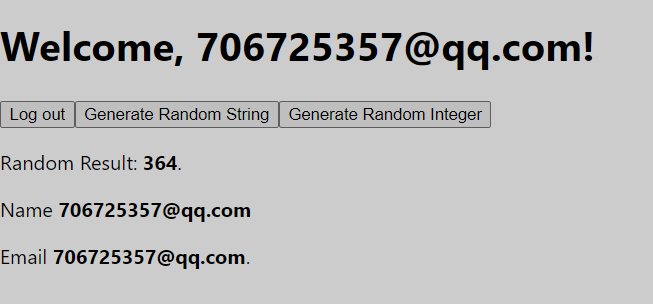 Welcome, 706725357@qq.com!
Log out Generate Random String Generate Random Integer
Random Result: 364.
Name 706725357@qq.com
Email 706725357@qq.com.